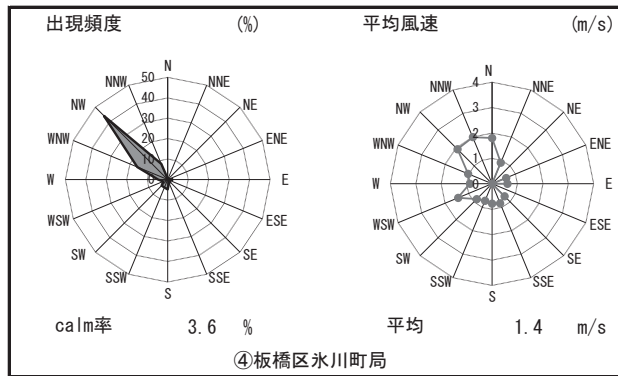 出現頻度 (%) 平均風速 (m/s)
N N
NNW 50 NNE NNW 4 NNE
NW 40 NE NW 3 NE
30
WNW 20 ENE WNW 2 ENE
10 1
W 0 E W 0 E
WSW ESE WSW ESE
SW SE SW SE
SSW SSE SSW SSE
S S
calm率 3.6 % 平均 1.4 m/s
④板橋区氷川町局